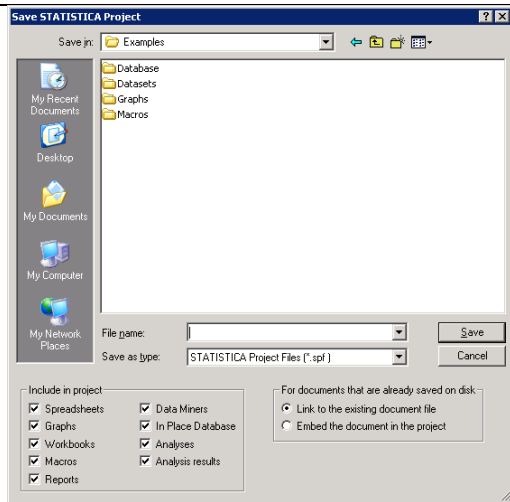 Save STATISTICA Project
Save in:
Examples
My Recent
Documents
Desktop
My Documents
My Computer
My Network
Places
Database
Datasets
Graphs
Macros
File name:
Save
Save as type:
STATISTICA Project Files (*.spf )
Cancel
Include in project
Spreadsheets
Data Miners
Graphs
In Place Database
Workbooks
Analyses
Macros
Analysis results
Reports
For documents that are already saved on disk
Link to the existing document file
Embed the document in the project